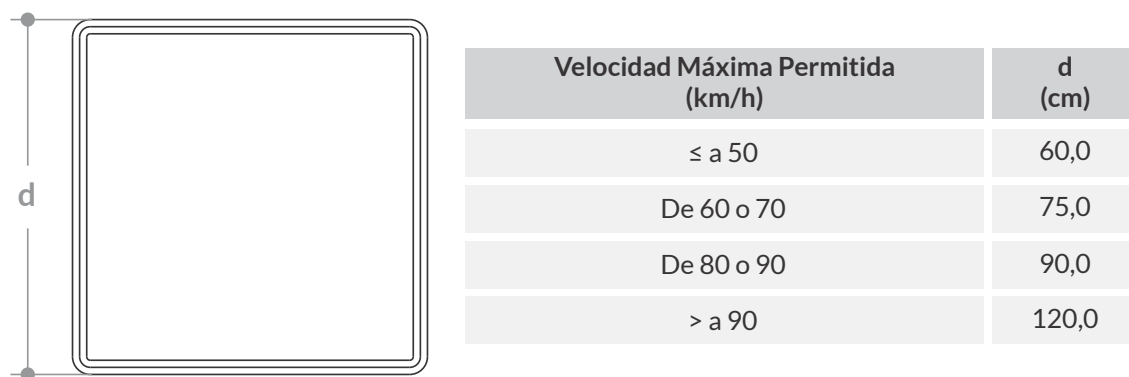 d
Velocidad Máxima Permitida
(km/h)
d
(cm)
≤ a 50
60,0
De 60 o 70
75,0
De 80 o 90
90,0
> a 90
120,0